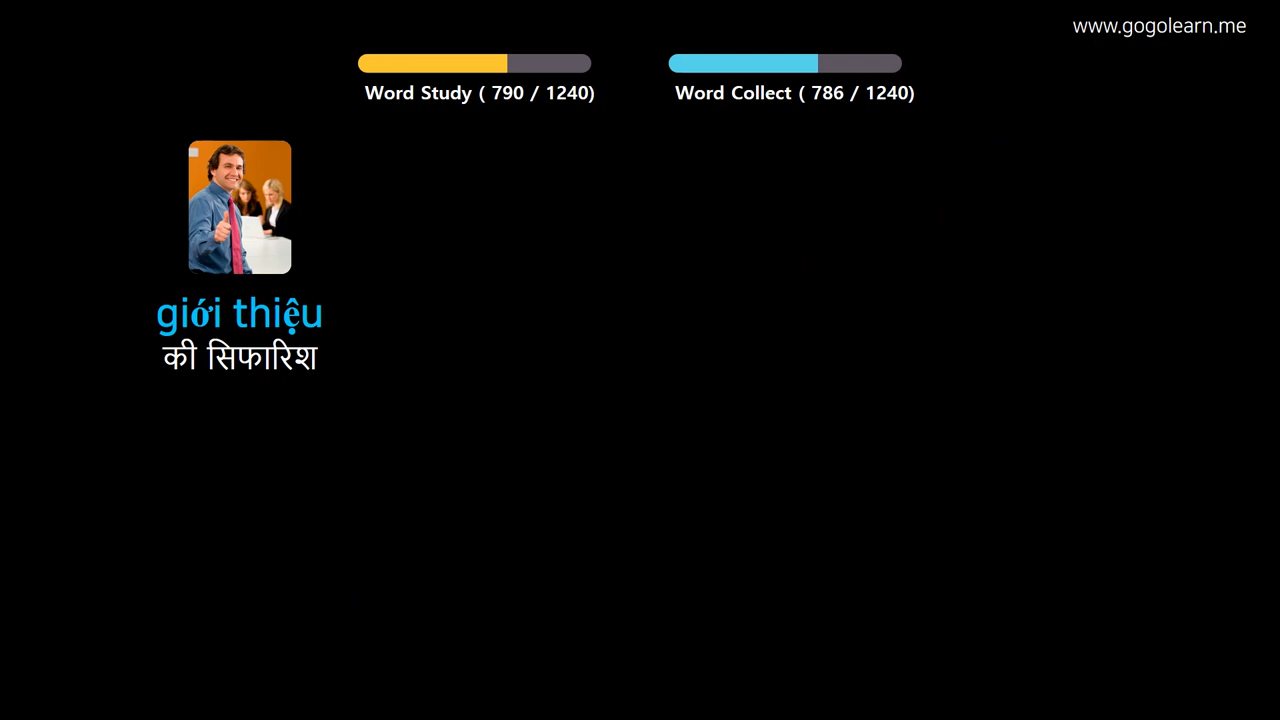 www.gogolearn.me
Word Study ( 790 / 1240)
Word Collect ( 786 / 1240)
giới thiệu
की सिफारिश